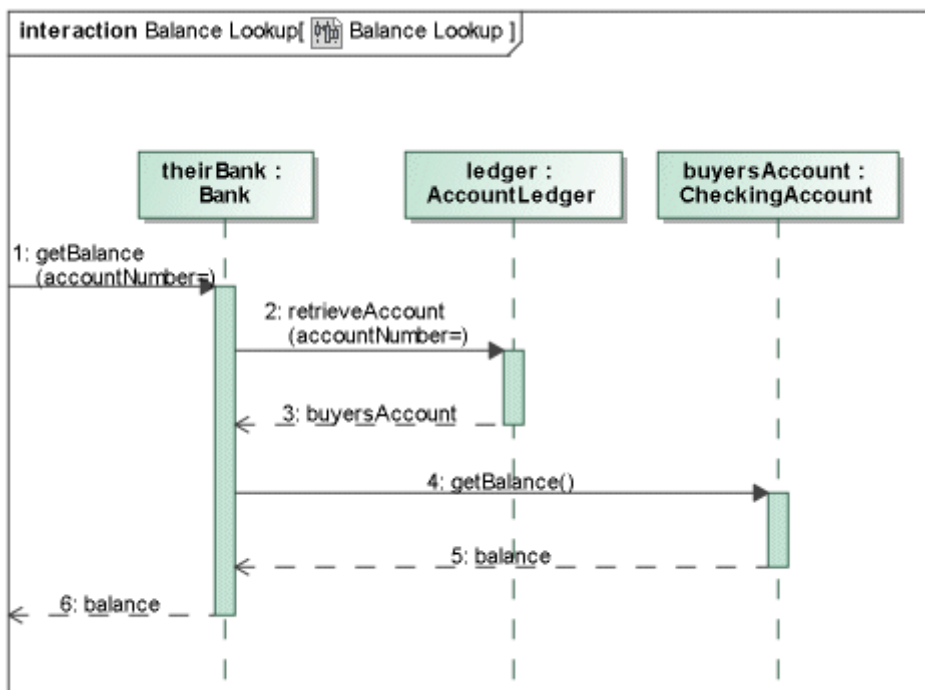 interaction Balance Lookup[ Balance Lookup ]
theirBank :
Bank
ledger :
AccountLedger
buyersAccount :
CheckingAccount
1: getBalance
(accountNumber=)
2: retrieveAccount
(accountNumber=)
3: buyersAccount
4: getBalance()
5: balance
6: balance